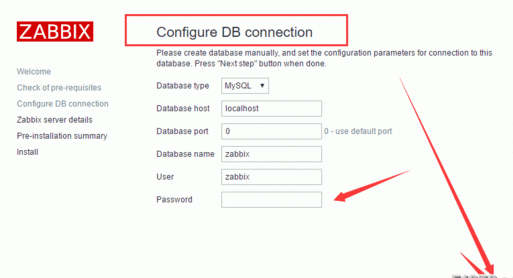 ZABBIX
Configure DB connection
Please create database manually, and set the configuration parameters for connection to this
database. Press "Next step" button when done.
Welcome
Check of pre-requisites
Configure DB connection
Zabbix server details
Pre-installation summary
Install
Database type MySQL
Database host localhost
Database port 0 0 - use default port
Database name zabbix
User zabbix
Password